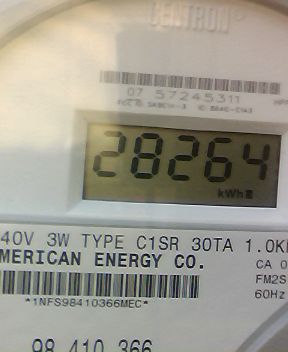 CENTRON®
07 57245311
28264
kWh
40V 3W TYPE C1SR 30TA 1.0K
MERICAN ENERGY CO.
CA 0
FM2S
60Hz
*1NFS98410366MEC*
98 410 366